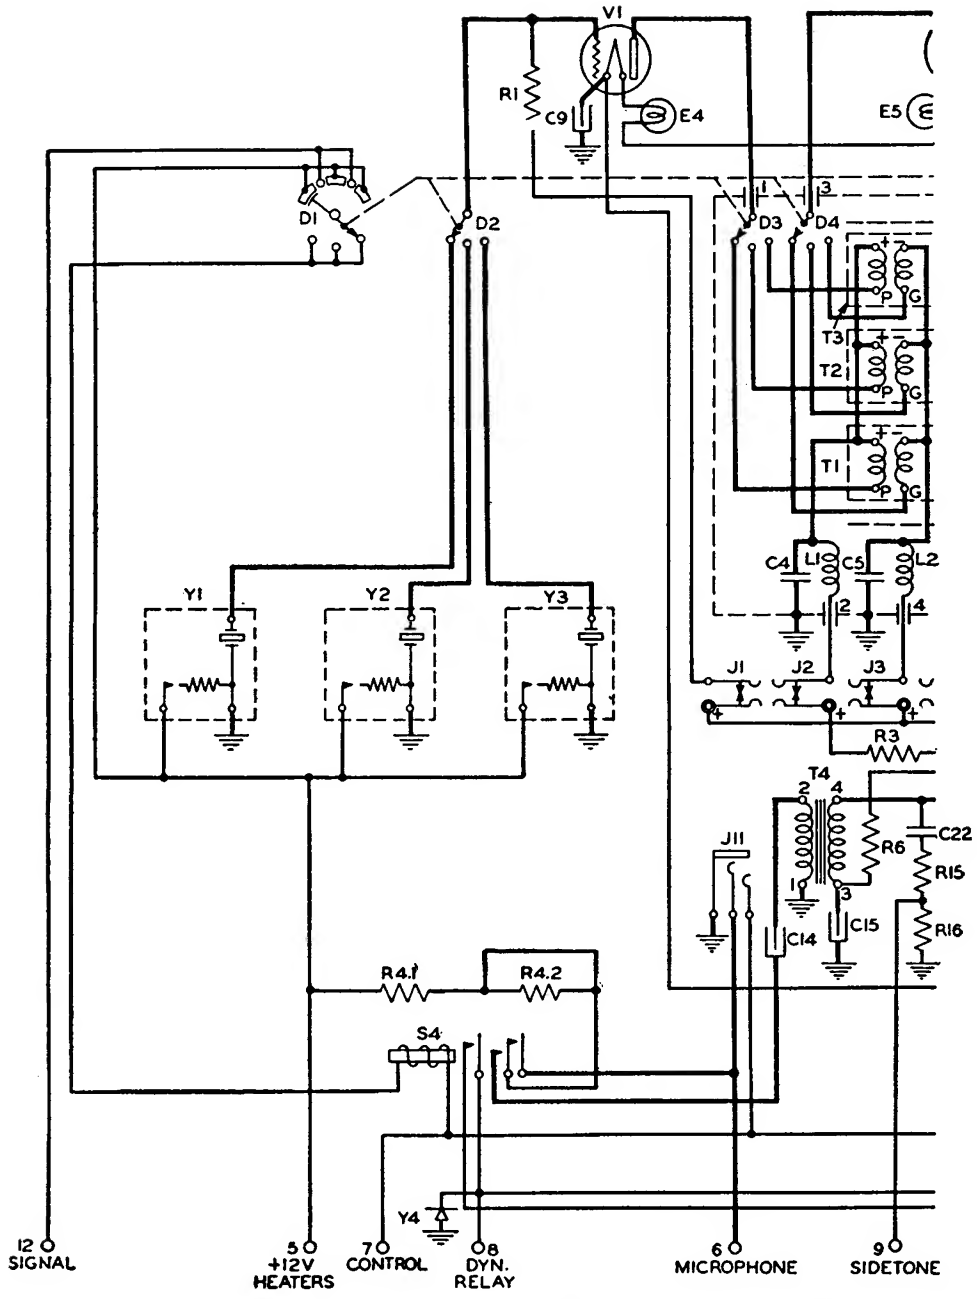 V1
R1
C9
E4
E5
1
3
D1
D2
D3
D4
+ -
P
G
T3
+ -
T2
P
G
+ -
T1
P
G
C4
L1
C5
L2
2
4
Y1
Y2
Y3
J1
J2
J3
+
+
+
R3
T4
2
4
C22
J11
R6
R15
1
3
C14
C15
R16
R4.1
R4.2
S4
Y4
12
5
7
8
6
9
SIGNAL
+12V
HEATERS
CONTROL
DYN.
RELAY
MICROPHONE
SIDETONE